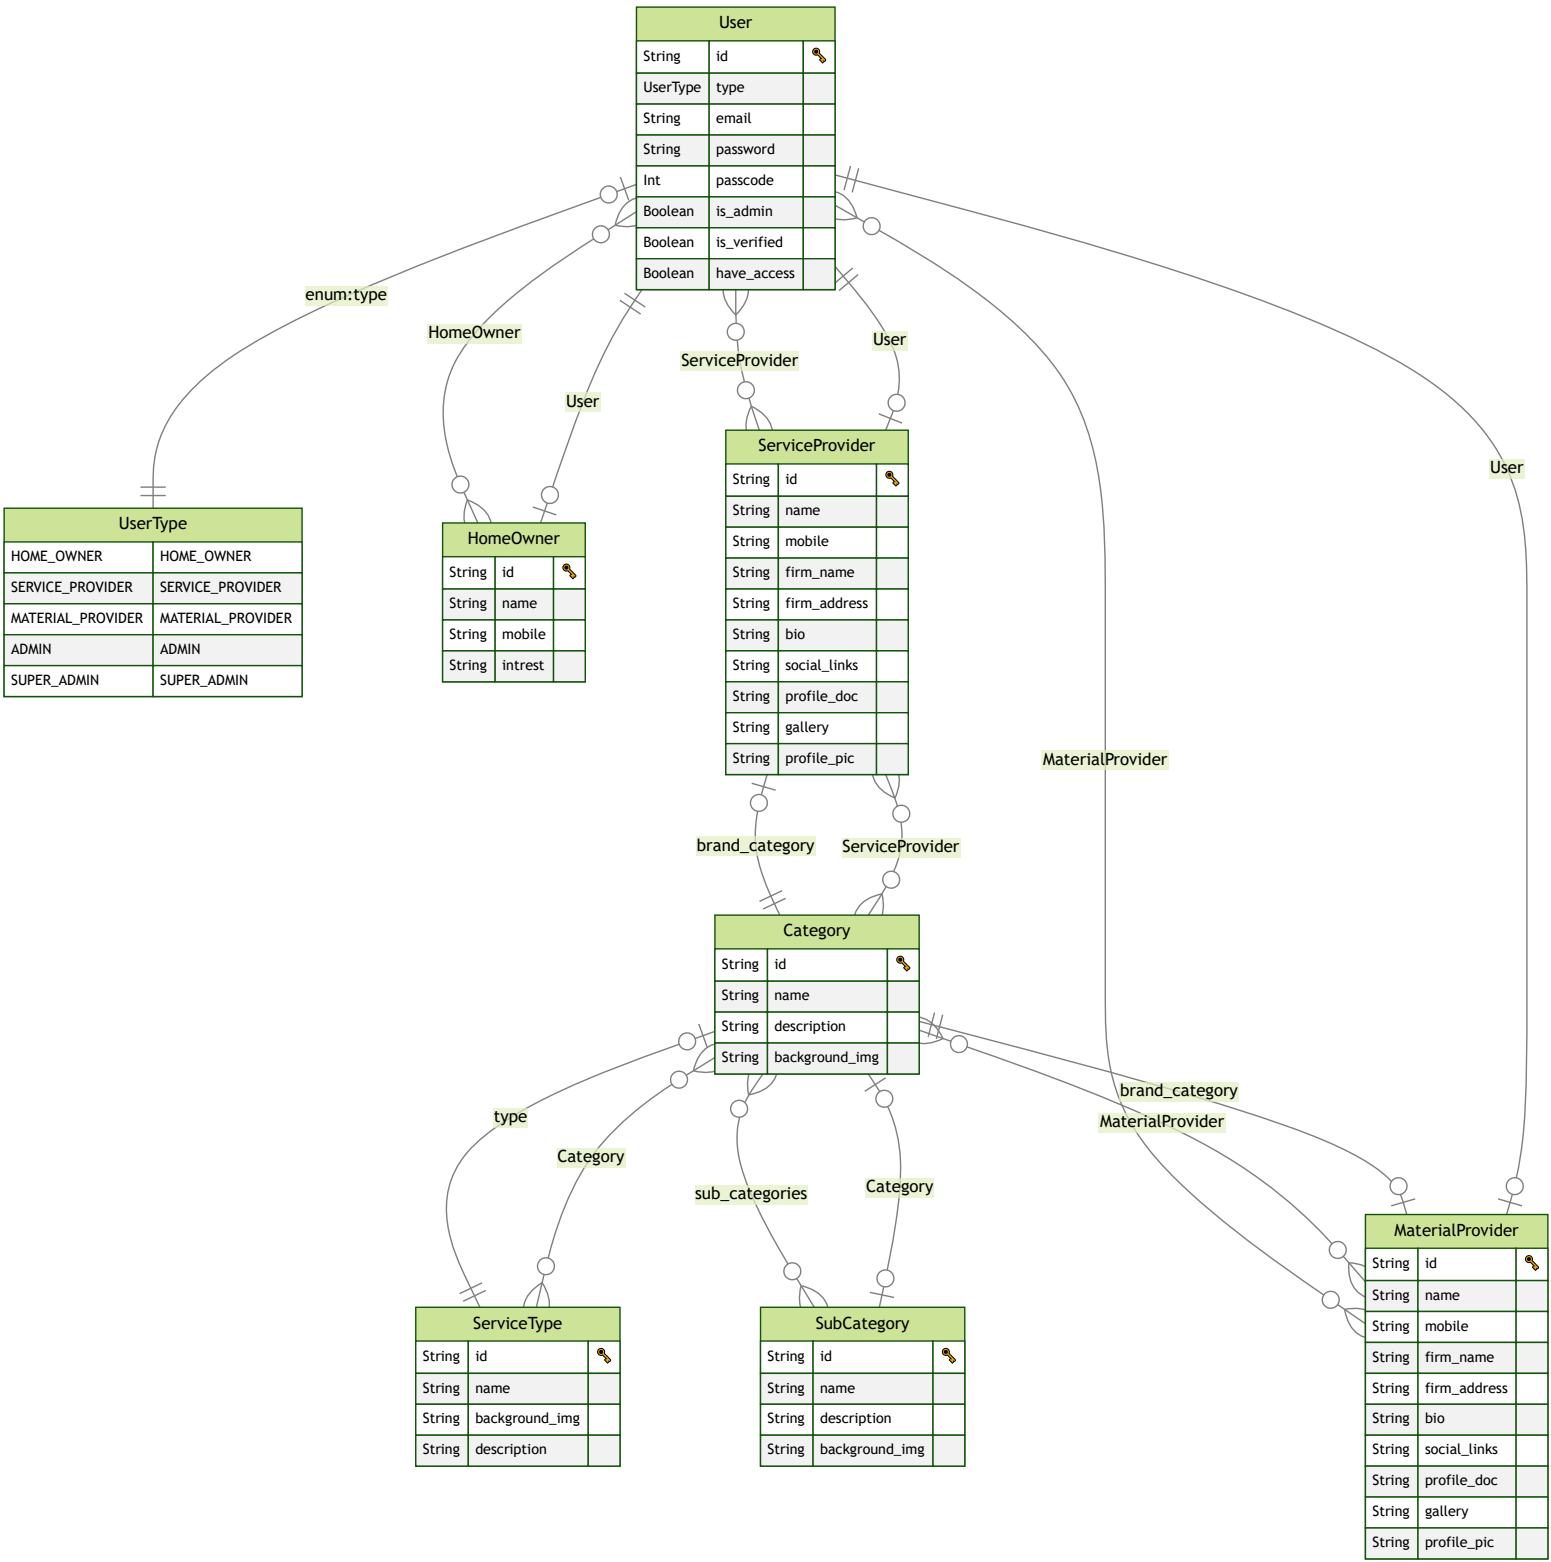 User
String id
UserType type
String email
String password
Int passcode
Boolean is_admin
Boolean is_verified
Boolean have_access
enum:type
HomeOwner
User
ServiceProvider
User
User
UserType
HOME_OWNER HOME_OWNER
SERVICE_PROVIDER SERVICE_PROVIDER
MATERIAL_PROVIDER MATERIAL_PROVIDER
ADMIN ADMIN
SUPER_ADMIN SUPER_ADMIN
HomeOwner
String id
String name
String mobile
String intrest
ServiceProvider
String id
String name
String mobile
String firm_name
String firm_address
String bio
String social_links
String profile_doc
String gallery
String profile_pic
MaterialProvider
brand_category
ServiceProvider
Category
String id
String name
String description
String background_img
type
Category
sub_categories
Category
brand_category
MaterialProvider
ServiceType
String id
String name
String background_img
String description
SubCategory
String id
String name
String description
String background_img
MaterialProvider
String id
String name
String mobile
String firm_name
String firm_address
String bio
String social_links
String profile_doc
String gallery
String profile_pic